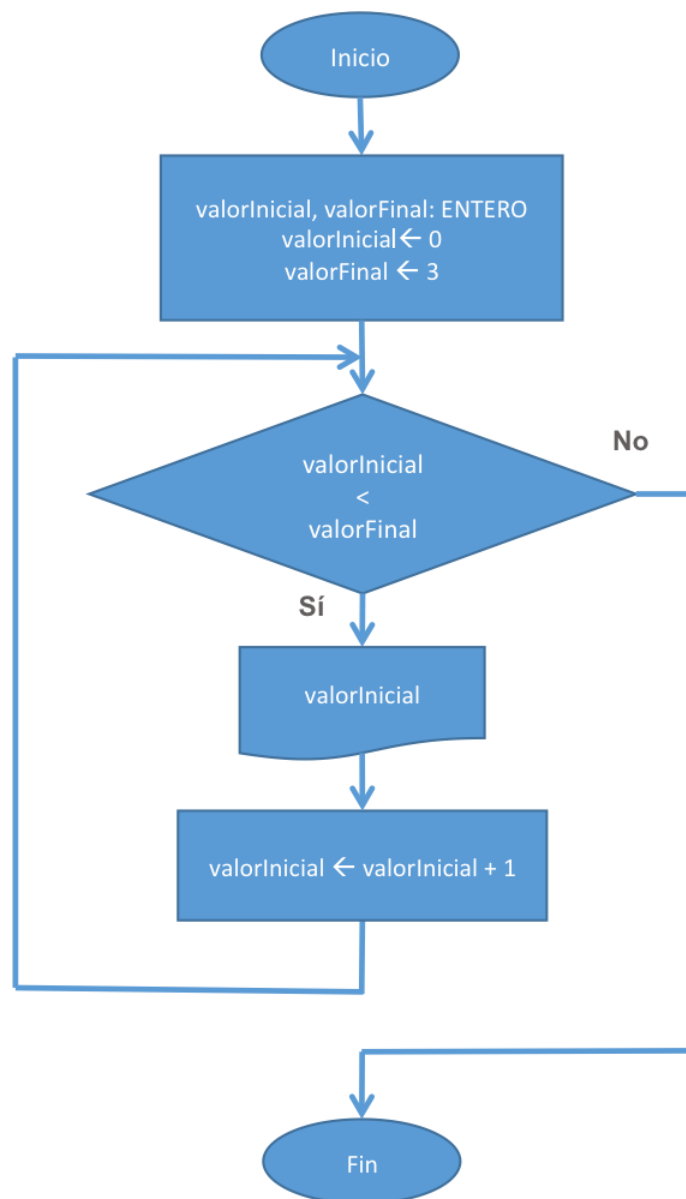 Inicio
valorInicial, valorFinal: ENTERO
valorInicial ← 0
valorFinal ← 3
valorInicial
<
valorFinal
No
Sí
valorInicial
valorInicial ← valorInicial + 1
Fin